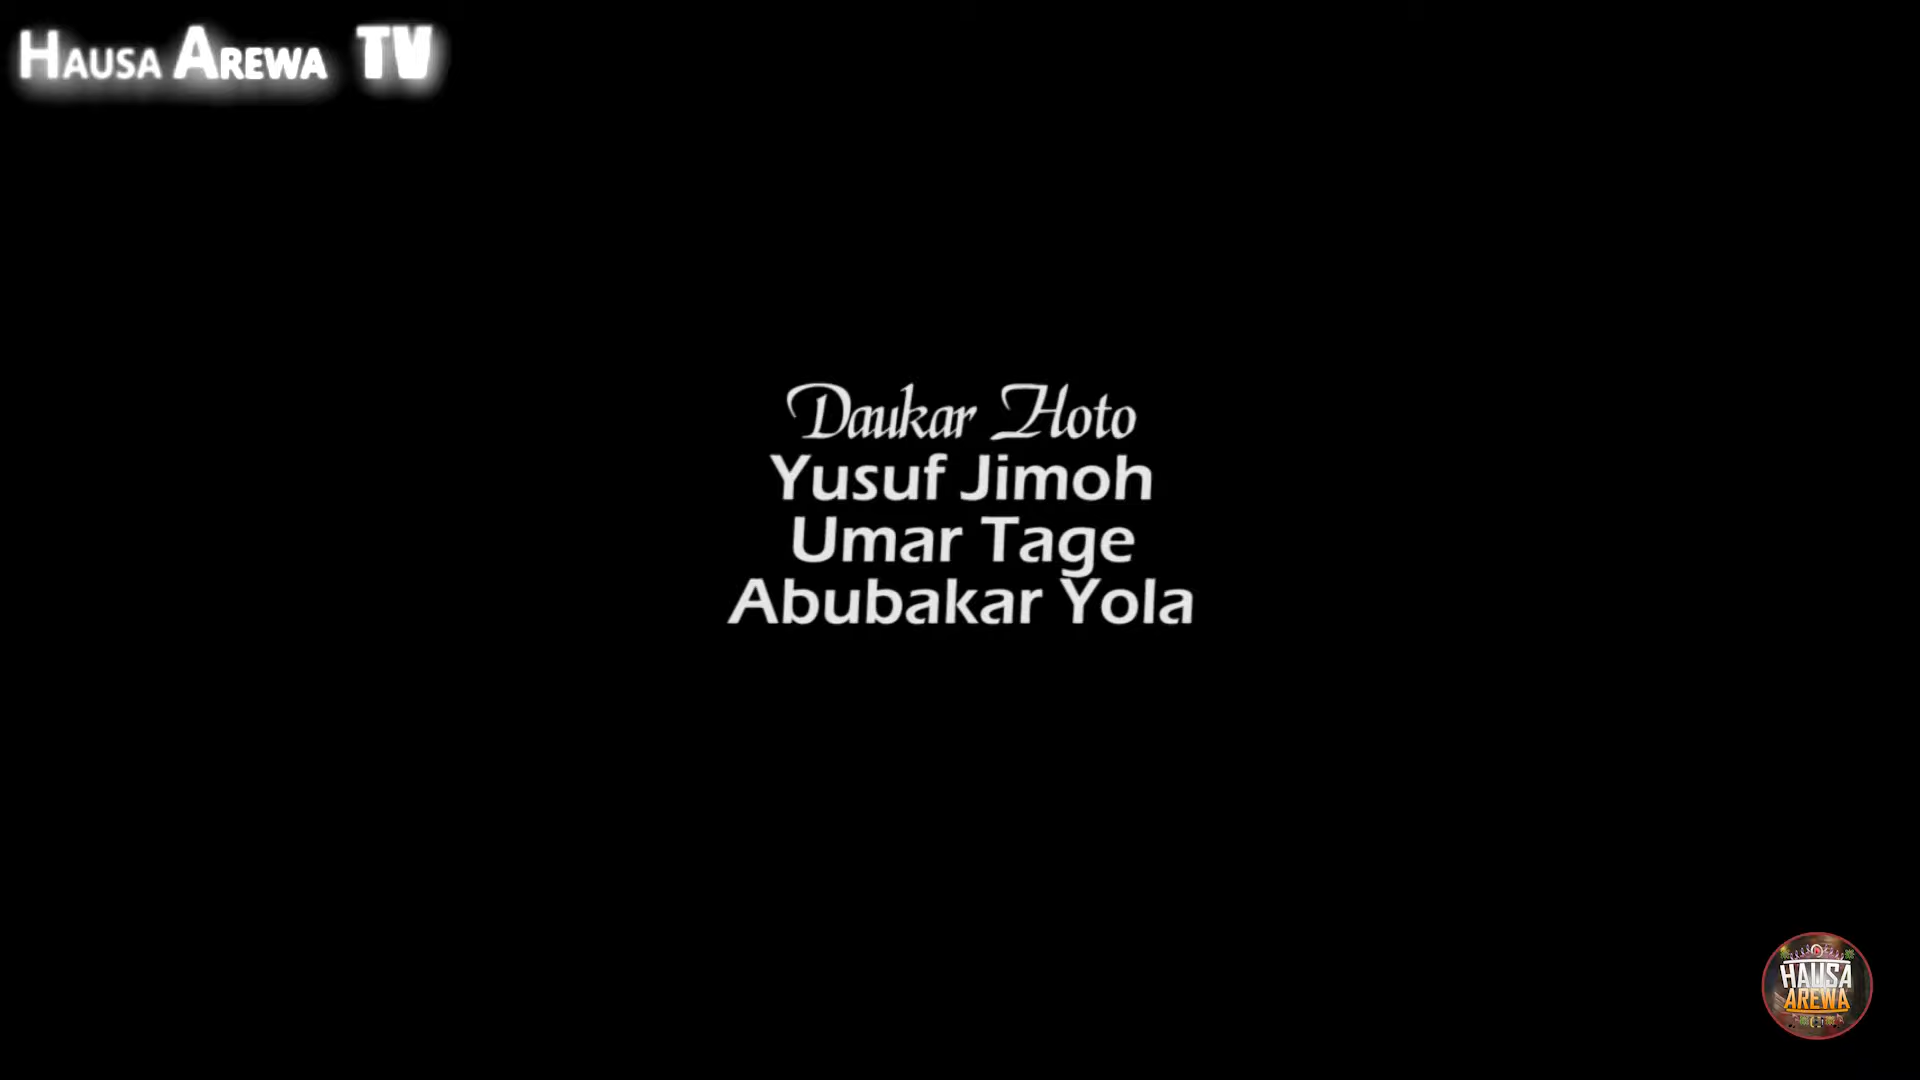 Hausa Arewa TV
Daukar Hoto
Yusuf Jimoh
Umar Tage
Abubakar Yola
HAUSA
AREWA